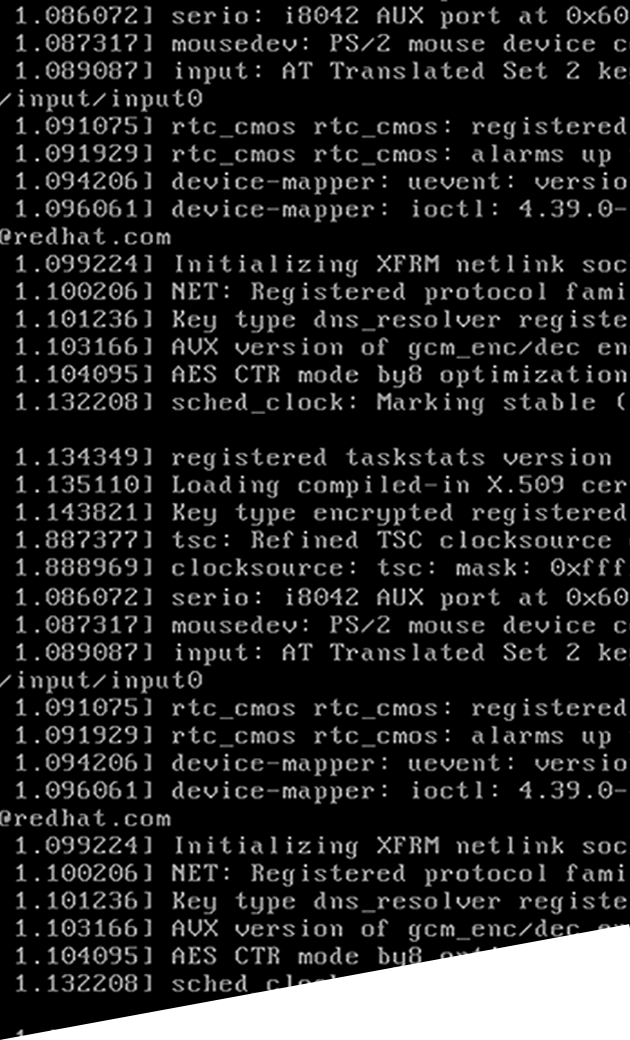 1.086072] serio: i8042 AUX port at 0x60
1.087317] mousedev: PS/2 mouse device c
1.089087] input: AT Translated Set 2 ke
/input/input0
1.091075] rtc_cmos rtc_cmos: registered
1.091929] rtc_cmos rtc_cmos: alarms up
1.094206] device-mapper: uevent: versio
1.096061] device-mapper: ioctl: 4.39.0-
@redhat.com
1.099224] Initializing XFRM netlink soc
1.100206] NET: Registered protocol fami
1.101236] Key type dns_resolver registe
1.103166] AVX version of gcm_enc/dec en
1.104095] AES CTR mode by8 optimization
1.132208] sched_clock: Marking stable (
1.134349] registered taskstats version
1.135110] Loading compiled-in X.509 cer
1.143821] Key type encrypted registered
1.887377] tsc: Refined TSC clocksource
1.888969] clocksource: tsc: mask: 0xfff
1.086072] serio: i8042 AUX port at 0x60
1.087317] mousedev: PS/2 mouse device c
1.089087] input: AT Translated Set 2 ke
/input/input0
1.091075] rtc_cmos rtc_cmos: registered
1.091929] rtc_cmos rtc_cmos: alarms up
1.094206] device-mapper: uevent: versio
1.096061] device-mapper: ioctl: 4.39.0-
@redhat.com
1.099224] Initializing XFRM netlink soc
1.100206] NET: Registered protocol fami
1.101236] Key type dns_resolver registe
1.103166] AVX version of gcm_enc/dec
1.104095] AES CTR mode by8
1.132208] sched